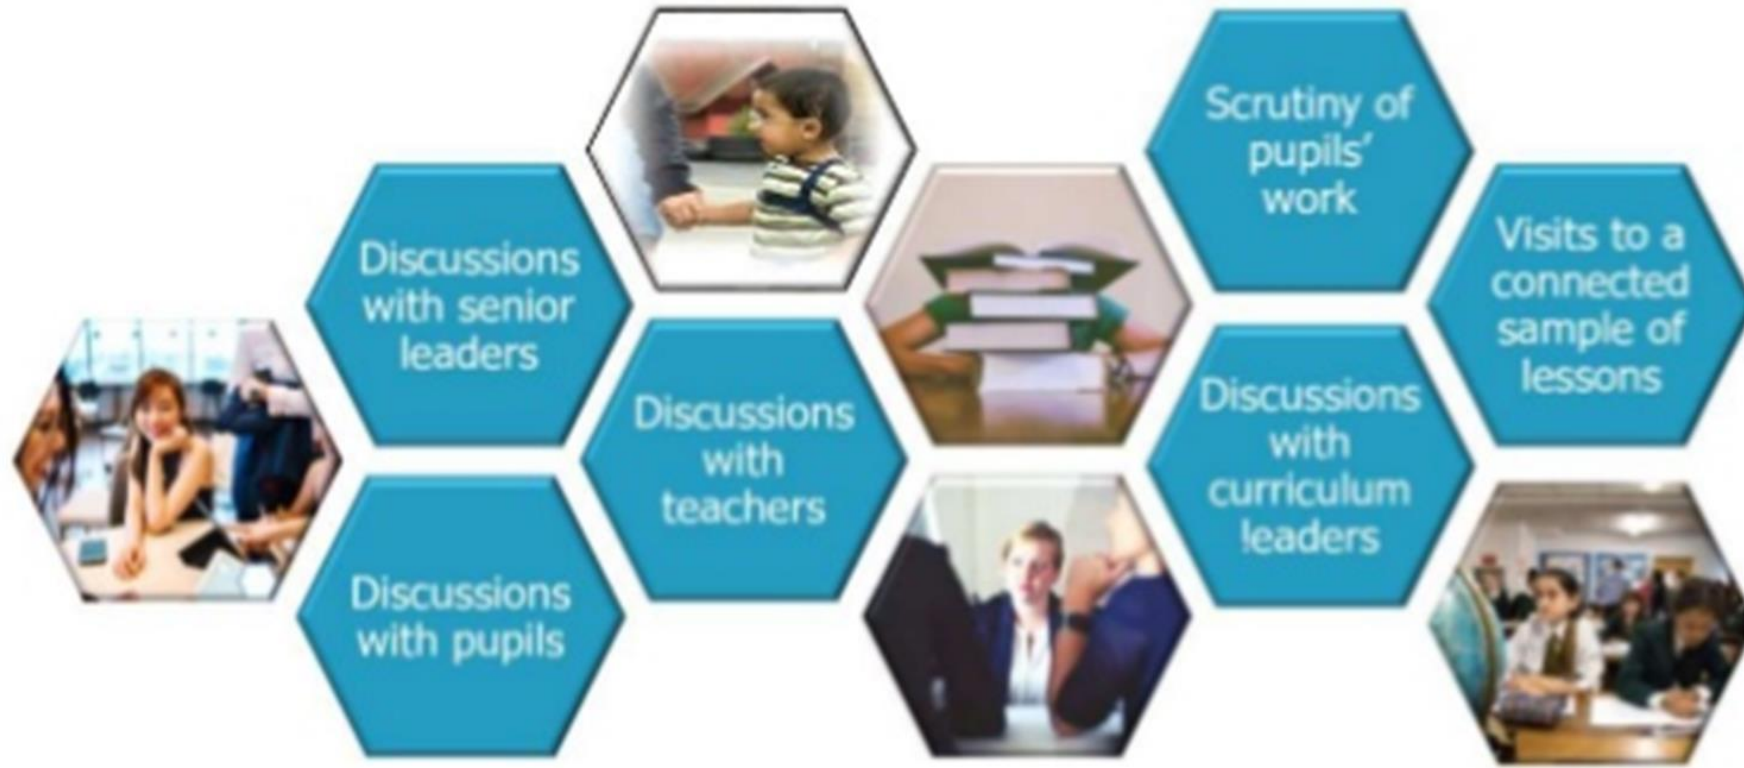 Discussions
with senior
leaders
Discussions
with pupils
Discussions
with
teachers
Scrutiny of
pupils’
work
Discussions
with
curriculum
leaders
Visits to a
connected
sample of
lessons